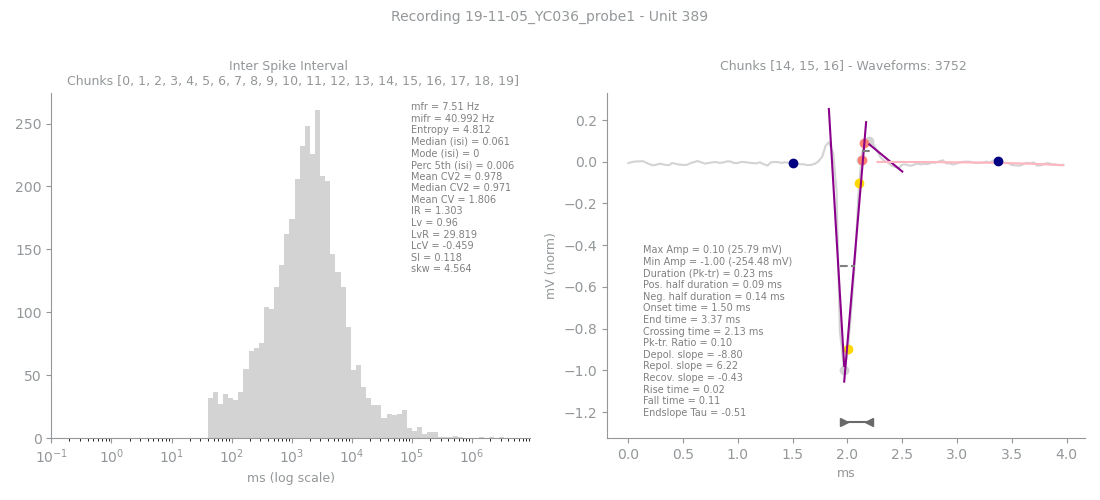 Recording 19-11-05_YC036_probe1 - Unit 389
Inter Spike Interval
Chunks [0, 1, 2, 3, 4, 5, 6, 7, 8, 9, 10, 11, 12, 13, 14, 15, 16, 17, 18, 19]
250
200
150
100
50
0
mfr = 7.51 Hz
mifr = 40.992 Hz
Entropy = 4.812
Median (isi) = 0.061
Mode (isi) = 0
Perc 5th (isi) = 0.006
Mean CV2 = 0.978
Median CV2 = 0.971
Mean CV = 1.806
IR = 1.303
Lv = 0.96
LvR = 29.819
LcV = -0.459
SI = 0.118
skw = 4.564
10⁻¹ 10⁰ 10¹ 10² 10³ 10⁴ 10⁵ 10⁶
ms (log scale)
Chunks [14, 15, 16] - Waveforms: 3752
0.2
0.0
−0.2
−0.4
−0.6
−0.8
−1.0
−1.2
mV (norm)
Max Amp = 0.10 (25.79 mV)
Min Amp = -1.00 (-254.48 mV)
Duration (Pk-tr) = 0.23 ms
Pos. half duration = 0.09 ms
Neg. half duration = 0.14 ms
Onset time = 1.50 ms
End time = 3.37 ms
Crossing time = 2.13 ms
Pk-tr. Ratio = 0.10
Depol. slope = -8.80
Repol. slope = 6.22
Recov. slope = -0.43
Rise time = 0.02
Fall time = 0.11
Endslope Tau = -0.51
0.0 0.5 1.0 1.5 2.0 2.5 3.0 3.5 4.0
ms